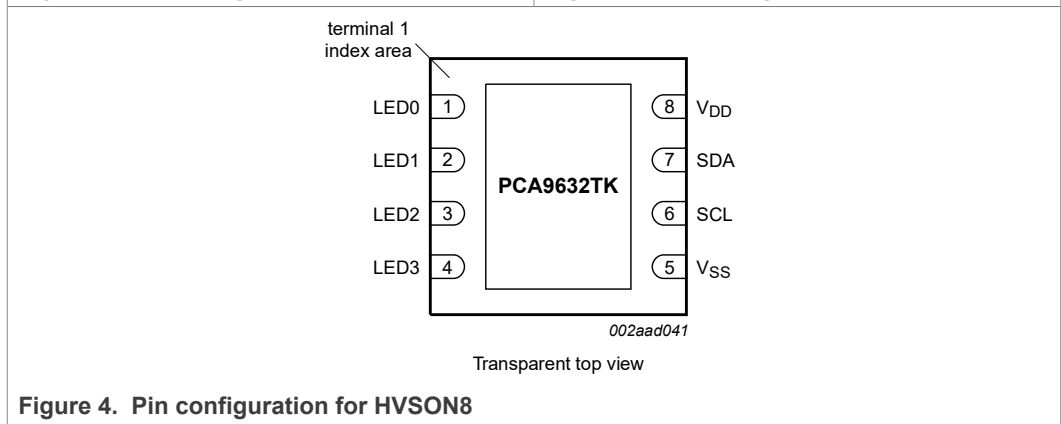 terminal 1
index area
LED0 1 8 VDD
LED1 2 7 SDA
PCA9632TK
LED2 3 6 SCL
LED3 4 5 VSS
002aad041
Transparent top view
Figure 4. Pin configuration for HVSON8